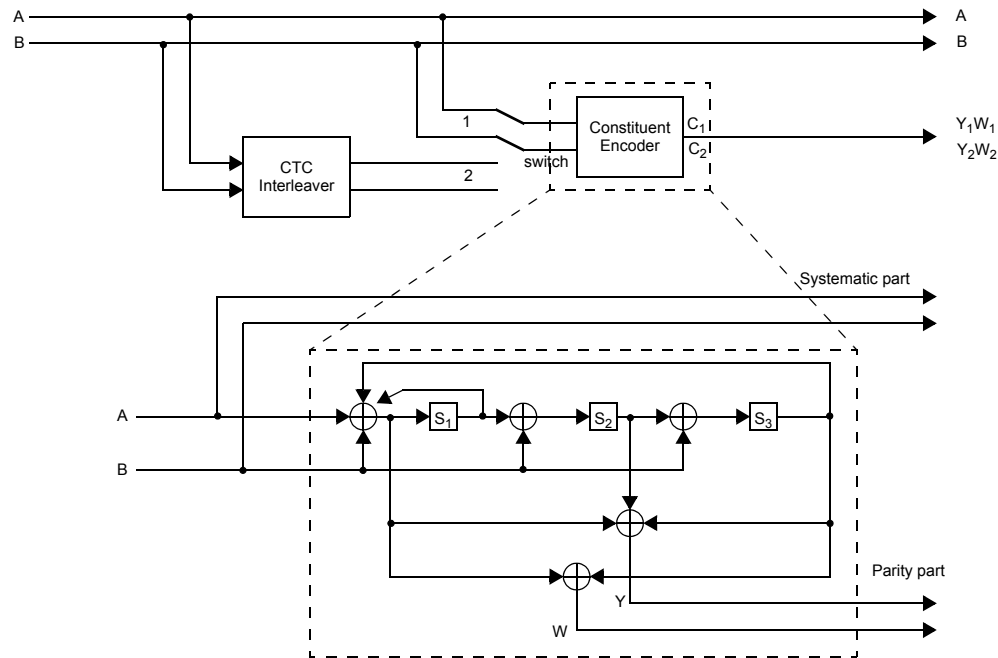 A
A
B
B
1
Constituent
Encoder
C₁
C₂
Y₁W₁
Y₂W₂
switch
CTC
Interleaver
2
Systematic part
A
S₁
S₂
S₃
B
Parity part
Y
W